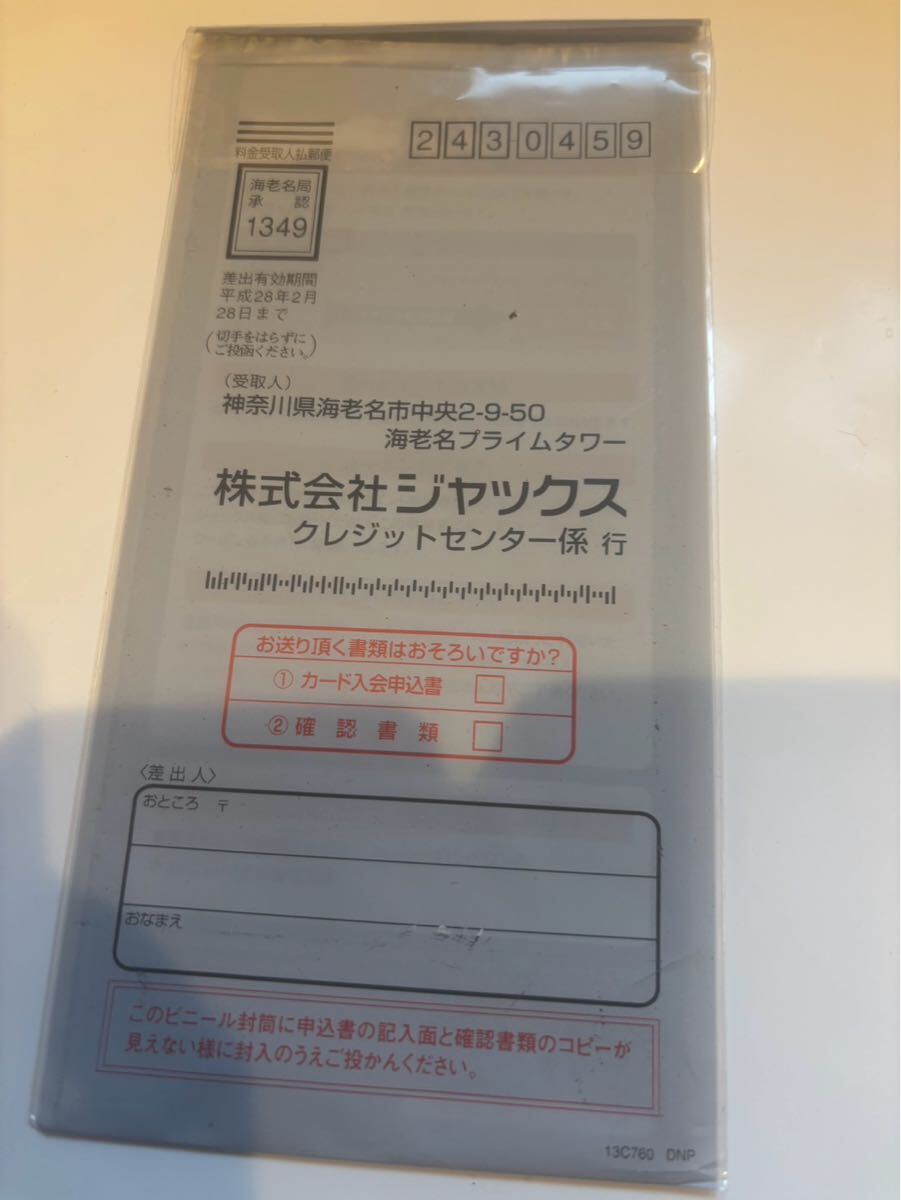 2430459
料金受取人払郵便
海老名局
承認
1349
差出有効期間
平成28年2月
28日まで
(切手をはらずに
ご投函ください。)
(受取人)
神奈川県海老名市中央2-9-50
海老名プライムタワー
株式会社ジャックス
クレジットセンター係 行
お送り頂く書類はおそろいですか?
① カード入会申込書
② 確認書類
〈差出人〉
おところ 〒
おなまえ
このビニール封筒に申込書の記入面と確認書類のコピーが
見えない様に封入のうえご投かんください。
13C760 DNP